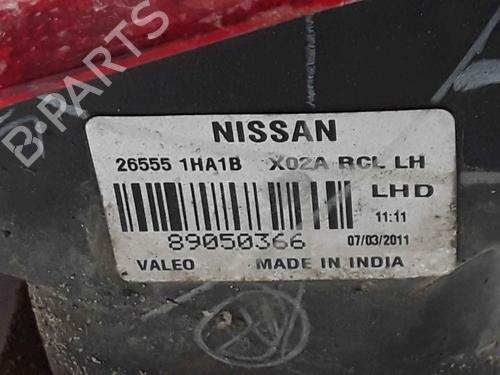 B-PARTS
NISSAN
26555 1HA1B X02A RCL LH
LHD
11:11
89050366 07/03/2011
VALEO MADE IN INDIA